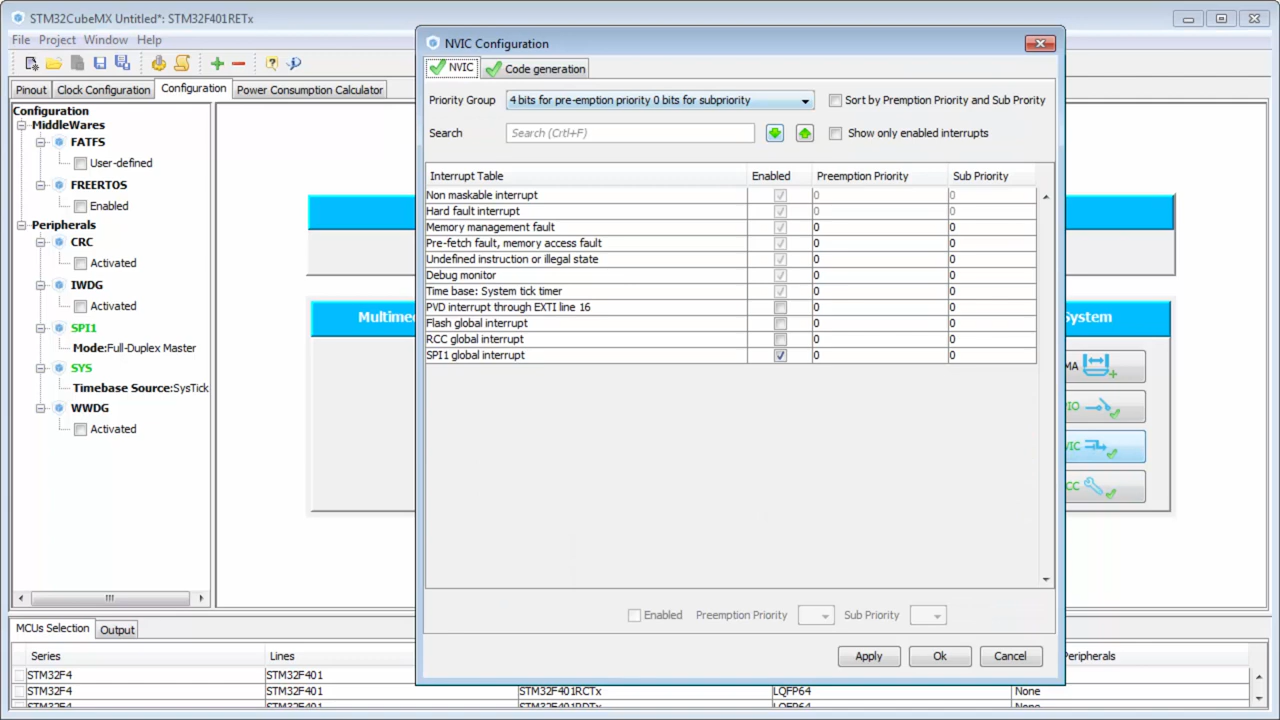 STM32CubeMX Untitled*: STM32F401RETx
File Project Window Help
Pinout Clock Configuration Configuration Power Consumption Calculator
Configuration
MiddleWares
FATFS
User-defined
FREERTOS
Enabled
Peripherals
CRC
Activated
IWDG
Activated
SPI1
Mode:Full-Duplex Master
SYS
Timebase Source:SysTick
WWDG
Activated
System
NVIC Configuration
NVIC Code generation
Priority Group 4 bits for pre-emption priority 0 bits for subpriority Sort by Premption Priority and Sub Prority
Search Search (Crtl+F) Show only enabled interrupts
Interrupt Table Enabled Preemption Priority Sub Priority
Non maskable interrupt 0 0
Hard fault interrupt 0 0
Memory management fault 0 0
Pre-fetch fault, memory access fault 0 0
Undefined instruction or illegal state 0 0
Debug monitor 0 0
Time base: System tick timer 0 0
PVD interrupt through EXTI line 16 0 0
Flash global interrupt 0 0
RCC global interrupt 0 0
SPI1 global interrupt 0 0
Enabled Preemption Priority Sub Priority
Apply Ok Cancel
MCUs Selection Output
Series Lines Peripherals
STM32F4 STM32F401
STM32F4 STM32F401 STM32F401RCTx LQFP64 None
STM32F4 STM32F401 STM32F401RDTx LQFP64 None